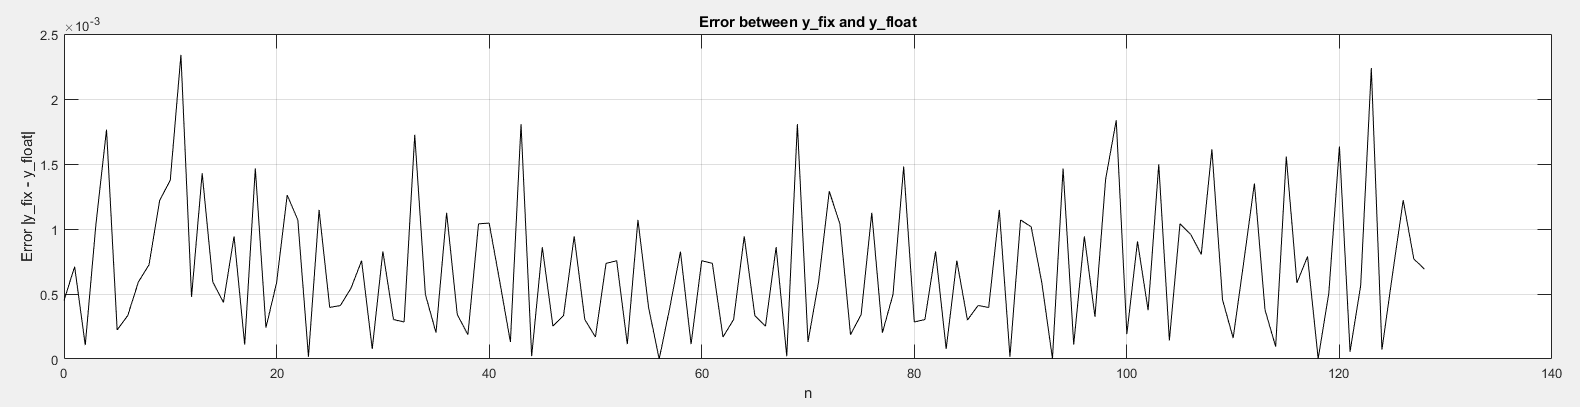 Error between y_fix and y_float
×10-3
2.5
2
1.5
1
0.5
0
Error |y_fix - y_float|
0 20 40 60 80 100 120 140
n